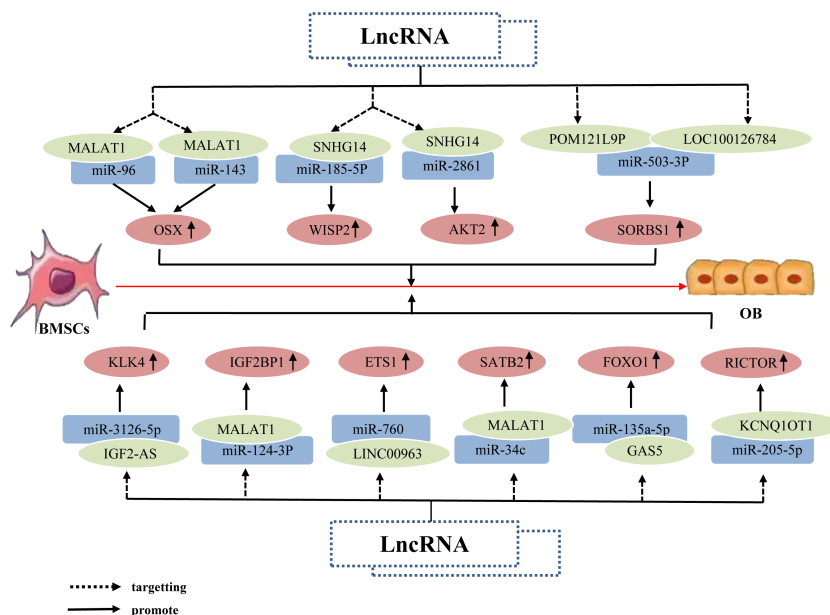 LncRNA
MALAT1
MALAT1
SNHG14
SNHG14
POM121L9P
LOC100126784
miR-96
miR-143
miR-185-5P
miR-2861
miR-503-3P
OSX
WISP2
AKT2
SORBS1
BMSCs
OB
KLK4
IGF2BP1
ETS1
SATB2
FOXO1
RICTOR
miR-3126-5p
MALAT1
miR-760
MALAT1
miR-135a-5p
KCNQ1OT1
IGF2-AS
miR-124-3P
LINC00963
miR-34c
GAS5
miR-205-5p
LncRNA
targetting
promote